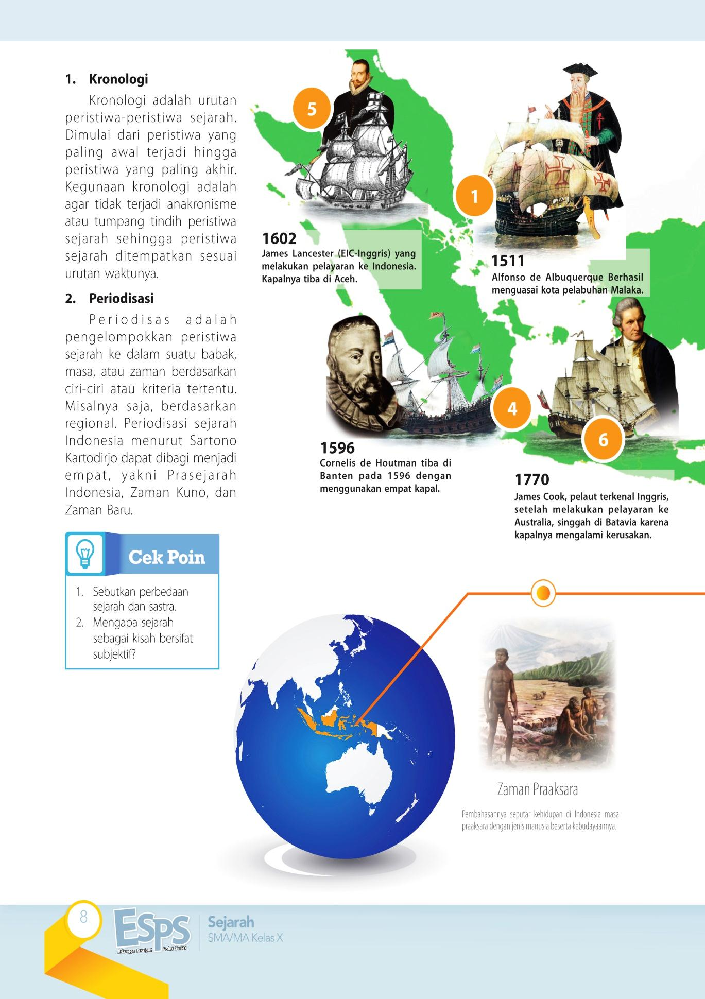 1. Kronologi
Kronologi adalah urutan
peristiwa-peristiwa sejarah.
Dimulai dari peristiwa yang
paling awal terjadi hingga
peristiwa yang paling akhir.
Kegunaan kronologi adalah
agar tidak terjadi anakronisme
atau tumpang tindih peristiwa
sejarah sehingga peristiwa
sejarah ditempatkan sesuai
urutan waktunya.
2. Periodisasi
Periodisas adalah
pengelompokkan peristiwa
sejarah ke dalam suatu babak,
masa, atau zaman berdasarkan
ciri-ciri atau kriteria tertentu.
Misalnya saja, berdasarkan
regional. Periodisasi sejarah
Indonesia menurut Sartono
Kartodirjo dapat dibagi menjadi
empat, yakni Prasejarah
Indonesia, Zaman Kuno, dan
Zaman Baru.
Cek Poin
1. Sebutkan perbedaan
sejarah dan sastra.
2. Mengapa sejarah
sebagai kisah bersifat
subjektif?
5
1602
James Lancester (EIC-Inggris) yang
melakukan pelayaran ke Indonesia.
Kapalnya tiba di Aceh.
1
1511
Alfonso de Albuquerque Berhasil
menguasai kota pelabuhan Malaka.
4
1596
Cornelis de Houtman tiba di
Banten pada 1596 dengan
menggunakan empat kapal.
6
1770
James Cook, pelaut terkenal Inggris,
setelah melakukan pelayaran ke
Australia, singgah di Batavia karena
kapalnya mengalami kerusakan.
Zaman Praaksara
Pembahasannya seputar kehidupan di Indonesia masa
praaksara dengan jenis manusia beserta kebudayaannya.
8
ESPS
Erlangga Straight Point Series
Sejarah
SMA/MA Kelas X